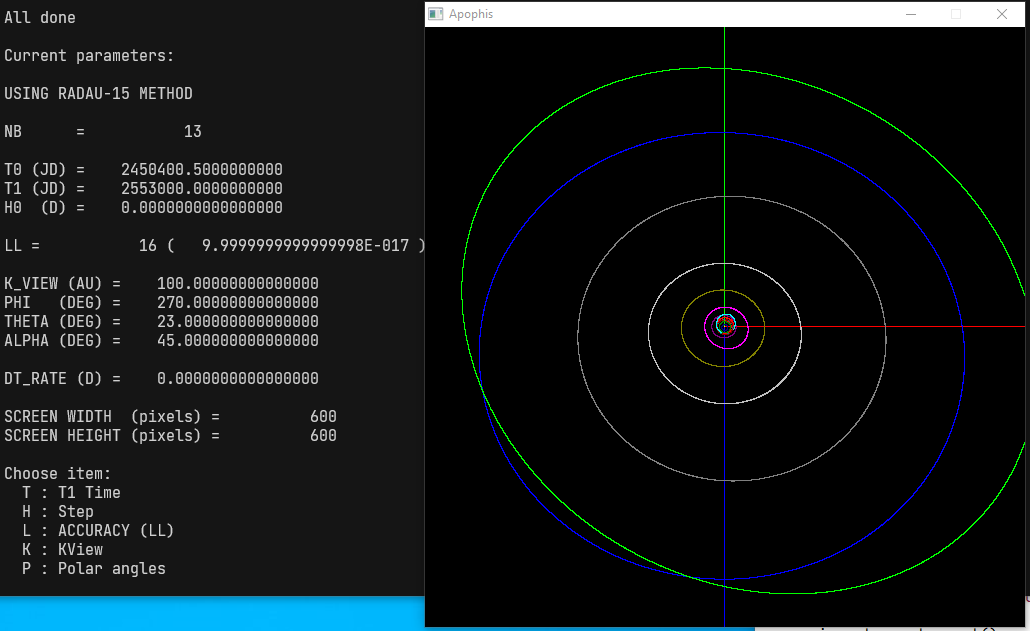 All done
Current parameters:
USING RADAU-15 METHOD
NB      =           13
T0 (JD) =    2450400.5000000000
T1 (JD) =    2553000.0000000000
H0  (D) =    0.0000000000000000
LL =           16 (   9.9999999999999998E-017 )
K_VIEW (AU) =    100.00000000000000
PHI   (DEG) =    270.00000000000000
THETA (DEG) =    23.000000000000000
ALPHA (DEG) =    45.000000000000000
DT_RATE (D) =    0.0000000000000000
SCREEN WIDTH  (pixels) =          600
SCREEN HEIGHT (pixels) =          600
Choose item:
T : T1 Time
H : Step
L : ACCURACY (LL)
K : KView
P : Polar angles
Apophis